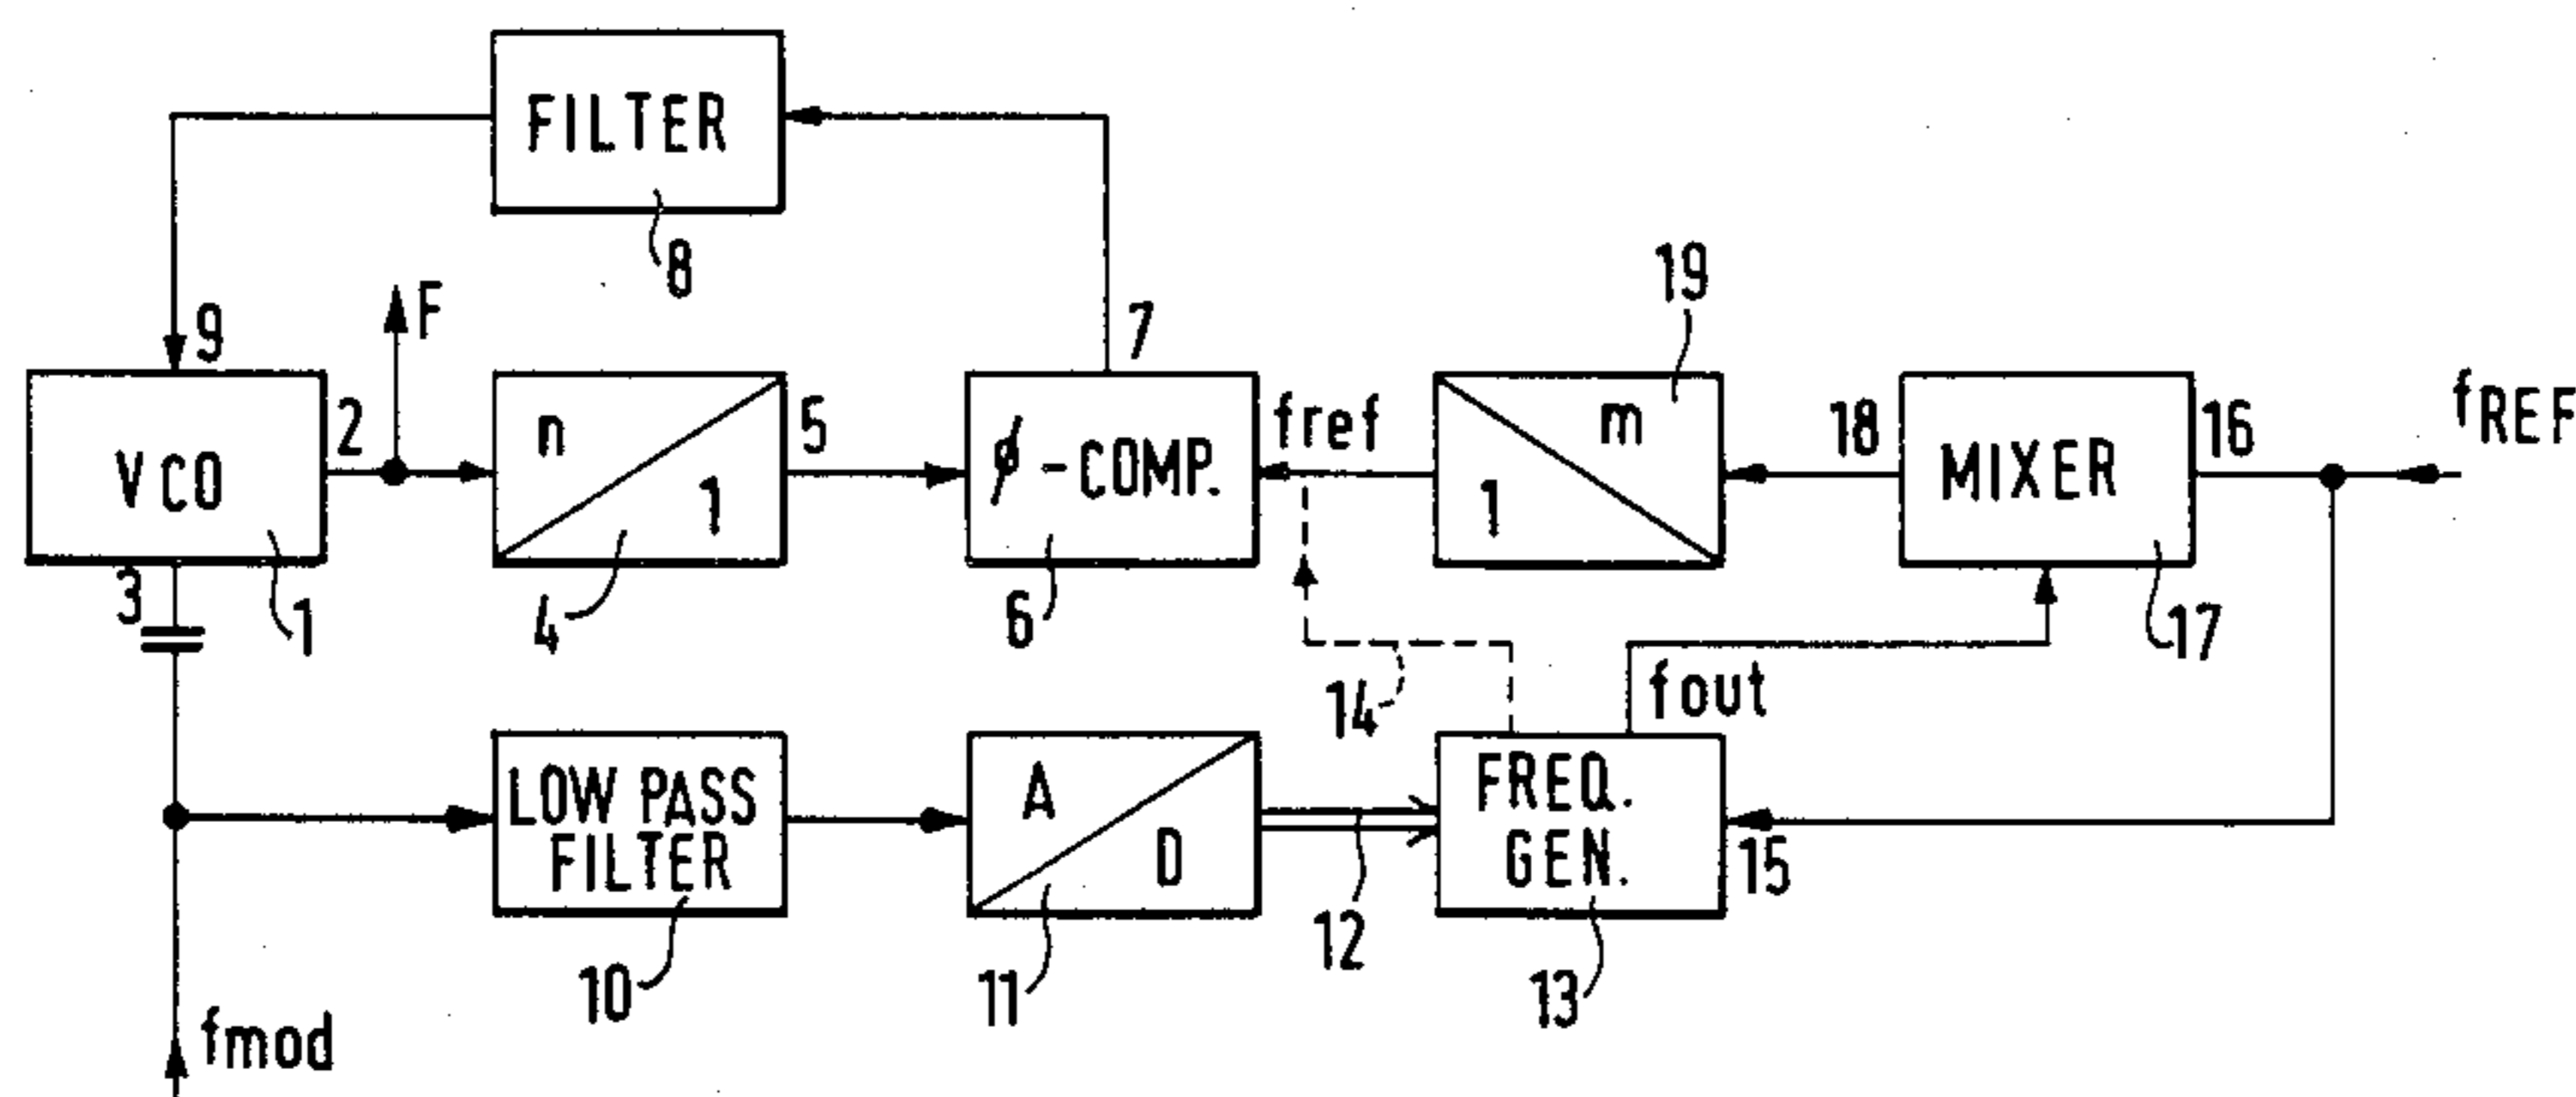 FILTER
8
19
9
F
7
VCO
2
n
1
5
ϕ-COMP.
fref
m
1
18
MIXER
16
fREF
3
1
4
6
14
fout
17
LOW PASS
FILTER
A
D
FREQ.
GEN.
15
12
10
11
13
fmod